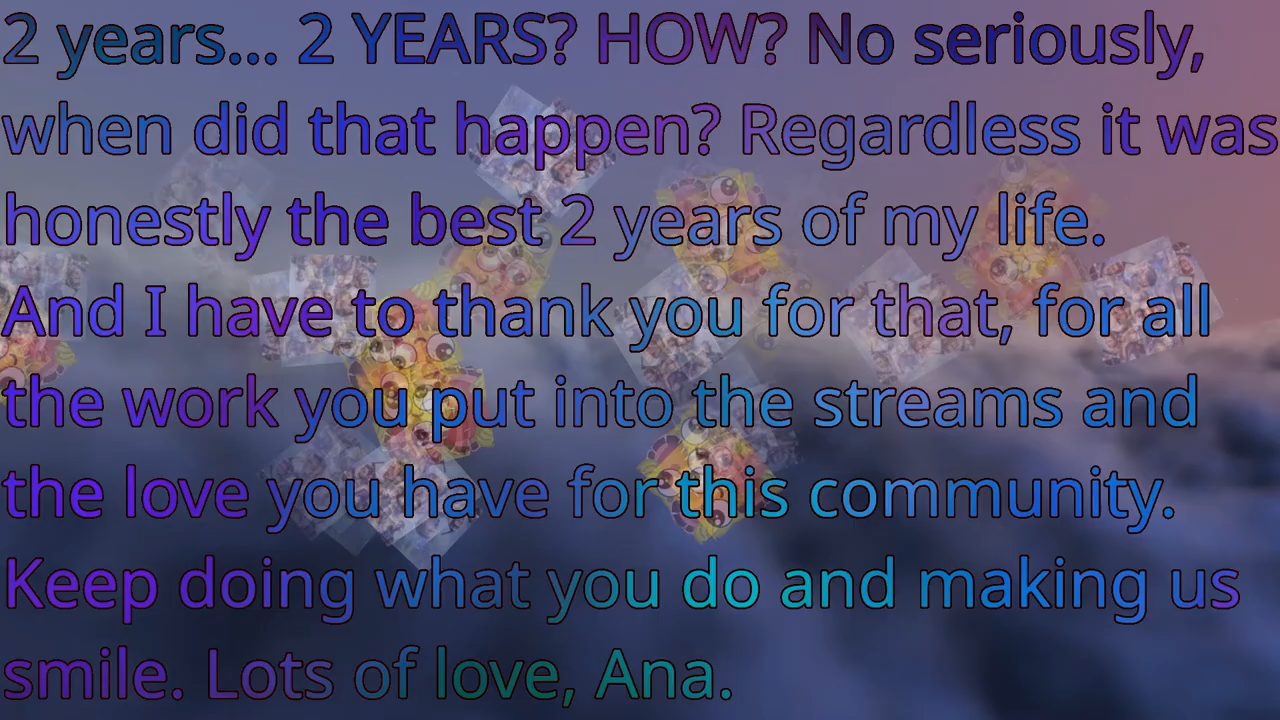 2 years... 2 YEARS? HOW? No seriously,
when did that happen? Regardless it was
honestly the best 2 years of my life.
And I have to thank you for that, for all
the work you put into the streams and
the love you have for this community.
Keep doing what you do and making us
smile. Lots of love, Ana.